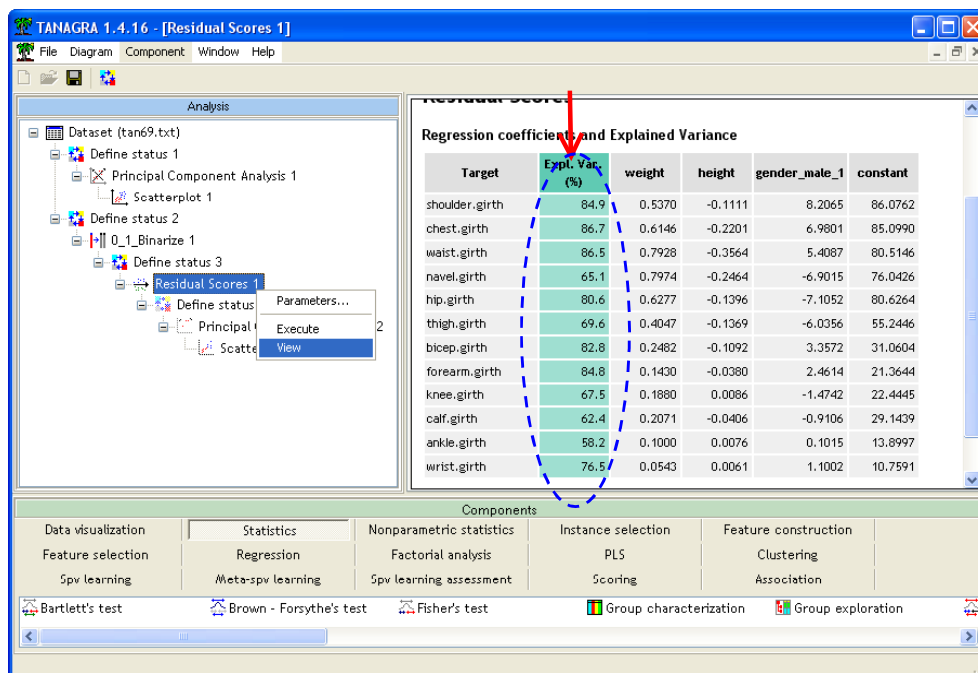 TANAGRA 1.4.16 - [Residual Scores 1]
File Diagram Component Window Help
Analysis
Dataset (tan69.txt)
Define status 1
Principal Component Analysis 1
Scatterplot 1
Define status 2
0_1_Binarize 1
Define status 3
Residual Scores 1
Define status
Principal 2
Scatte
Parameters...
Execute
View
Residual Scores
Regression coefficients and Explained Variance
Target Expl. Var. (%) weight height gender_male_1 constant
shoulder.girth 84.9 0.5370 -0.1111 8.2065 86.0762
chest.girth 86.7 0.6146 -0.2201 6.9801 85.0990
waist.girth 86.5 0.7928 -0.3564 5.4087 80.5146
navel.girth 65.1 0.7974 -0.2464 -6.9015 76.0426
hip.girth 80.6 0.6277 -0.1396 -7.1052 80.6264
thigh.girth 69.6 0.4047 -0.1369 -6.0356 55.2446
bicep.girth 82.8 0.2482 -0.1092 3.3572 31.0604
forearm.girth 84.8 0.1430 -0.0380 2.4614 21.3644
knee.girth 67.5 0.1880 0.0086 -1.4742 22.4445
calf.girth 62.4 0.2071 -0.0406 -0.9106 29.1439
ankle.girth 58.2 0.1000 0.0076 0.1015 13.8997
wrist.girth 76.5 0.0543 0.0061 1.1002 10.7591
Components
Data visualization Statistics Nonparametric statistics Instance selection Feature construction
Feature selection Regression Factorial analysis PLS Clustering
Spv learning Meta-spv learning Spv learning assessment Scoring Association
Bartlett's test Brown - Forsythe's test Fisher's test Group characterization Group exploration